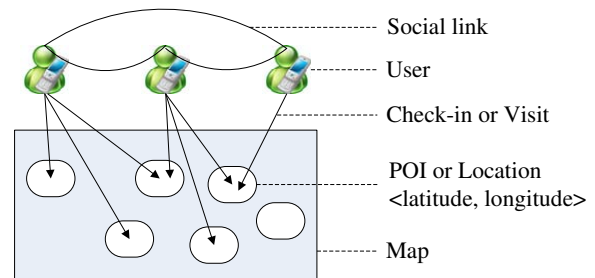 Social link
User
Check-in or Visit
POI or Location
<latitude, longitude>
Map